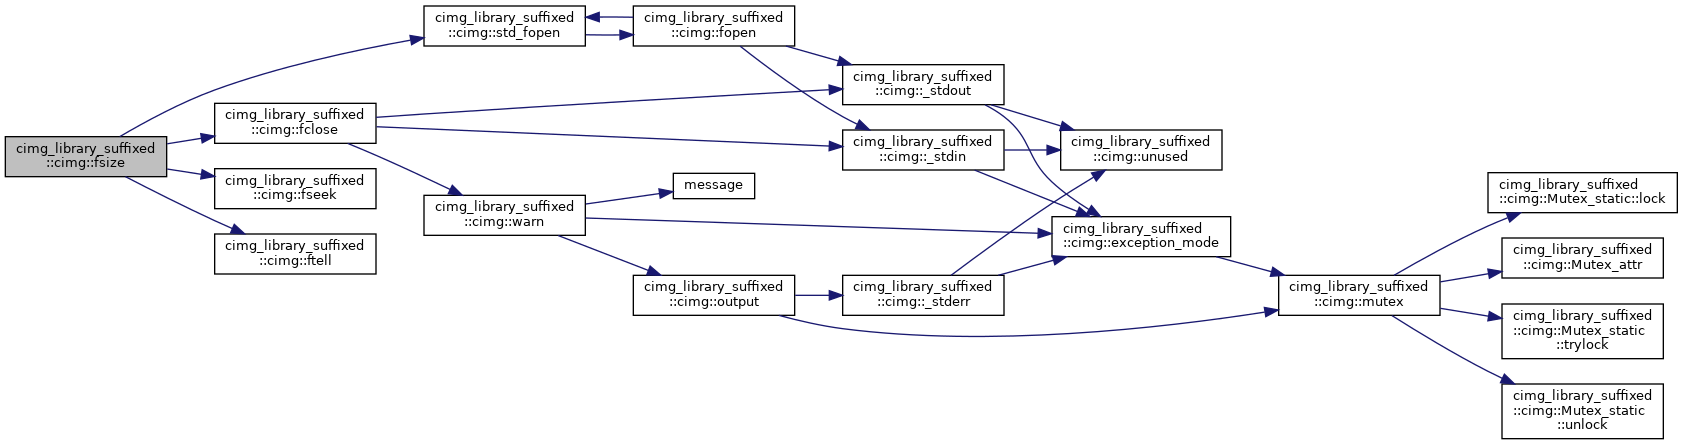 cimg_library_suffixed
::cimg::fsize
cimg_library_suffixed
::cimg::std_fopen
cimg_library_suffixed
::cimg::fclose
cimg_library_suffixed
::cimg::fseek
cimg_library_suffixed
::cimg::ftell
cimg_library_suffixed
::cimg::fopen
cimg_library_suffixed
::cimg::warn
message
cimg_library_suffixed
::cimg::output
cimg_library_suffixed
::cimg::_stdout
cimg_library_suffixed
::cimg::_stdin
cimg_library_suffixed
::cimg::_stderr
cimg_library_suffixed
::cimg::unused
cimg_library_suffixed
::cimg::exception_mode
cimg_library_suffixed
::cimg::mutex
cimg_library_suffixed
::cimg::Mutex_static::lock
cimg_library_suffixed
::cimg::Mutex_attr
cimg_library_suffixed
::cimg::Mutex_static
::trylock
cimg_library_suffixed
::cimg::Mutex_static
::unlock